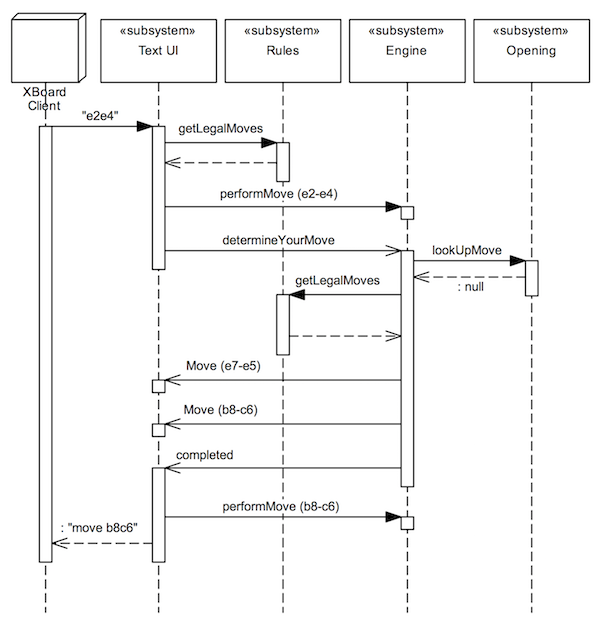 «subsystem» «subsystem» «subsystem» «subsystem»
Text UI Rules Engine Opening
XBoard
Client
"e2e4"
getLegalMoves
performMove (e2-e4)
determineYourMove
lookUpMove
getLegalMoves
: null
Move (e7-e5)
Move (b8-c6)
completed
performMove (b8-c6)
: "move b8c6"